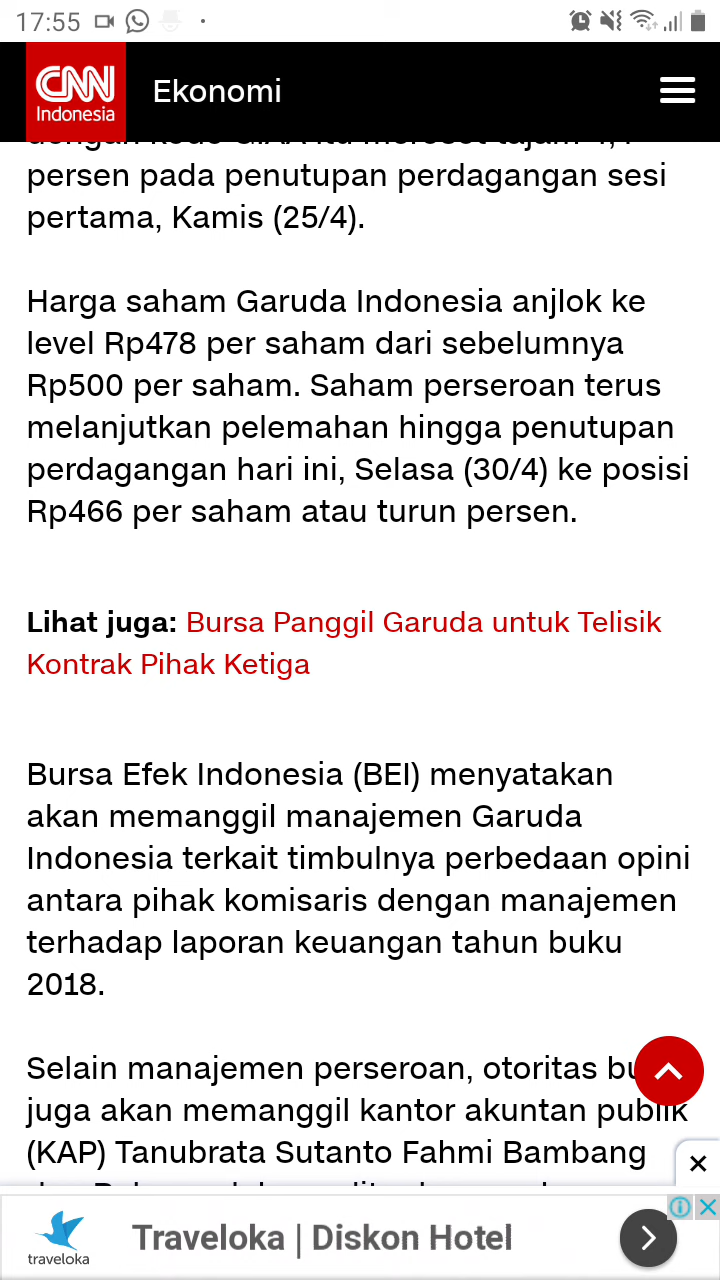 17:55
CNN
Indonesia
Ekonomi
persen pada penutupan perdagangan sesi
pertama, Kamis (25/4).
Harga saham Garuda Indonesia anjlok ke
level Rp478 per saham dari sebelumnya
Rp500 per saham. Saham perseroan terus
melanjutkan pelemahan hingga penutupan
perdagangan hari ini, Selasa (30/4) ke posisi
Rp466 per saham atau turun persen.
Lihat juga: Bursa Panggil Garuda untuk Telisik
Kontrak Pihak Ketiga
Bursa Efek Indonesia (BEI) menyatakan
akan memanggil manajemen Garuda
Indonesia terkait timbulnya perbedaan opini
antara pihak komisaris dengan manajemen
terhadap laporan keuangan tahun buku
2018.
Selain manajemen perseroan, otoritas
juga akan memanggil kantor akuntan publik
(KAP) Tanubrata Sutanto Fahmi Bambang
traveloka
Traveloka | Diskon Hotel